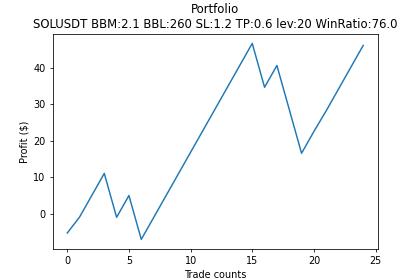 Portfolio
SOLUSDT BBM:2.1 BBL:260 SL:1.2 TP:0.6 lev:20 WinRatio:76.0
Profit ($)
40
30
20
10
0
0 5 10 15 20 25
Trade counts